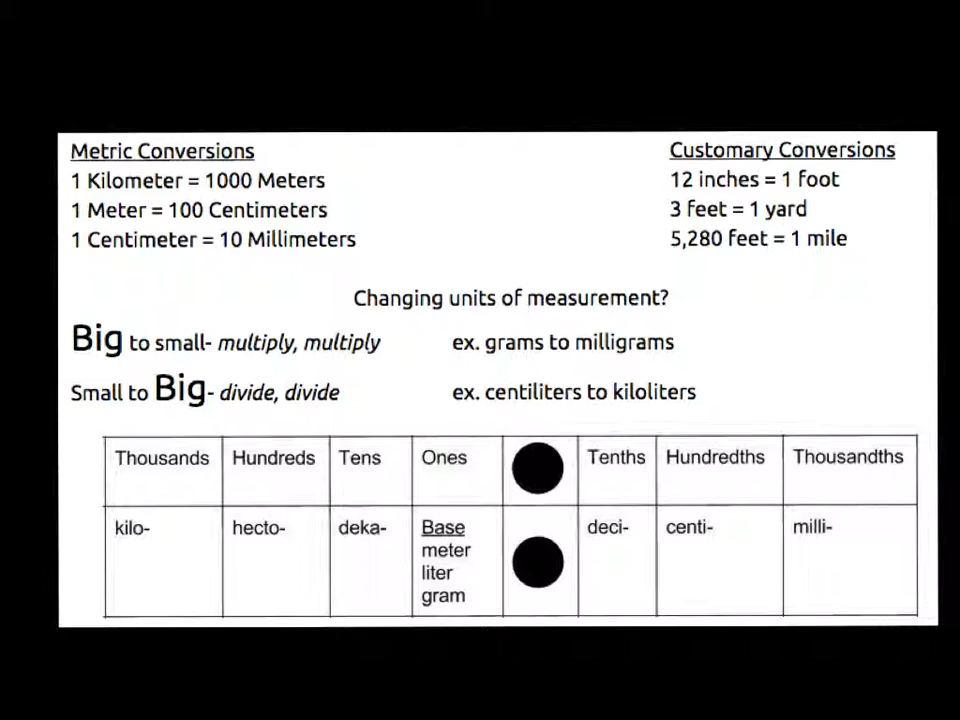 Metric Conversions
1 Kilometer = 1000 Meters
1 Meter = 100 Centimeters
1 Centimeter = 10 Millimeters
Customary Conversions
12 inches = 1 foot
3 feet = 1 yard
5,280 feet = 1 mile
Changing units of measurement?
Big to small- multiply, multiply ex. grams to milligrams
Small to Big- divide, divide ex. centiliters to kiloliters
Thousands Hundreds Tens Ones Tenths Hundredths Thousandths
kilo- hecto- deka- Base deci- centi- milli-
meter
liter
gram